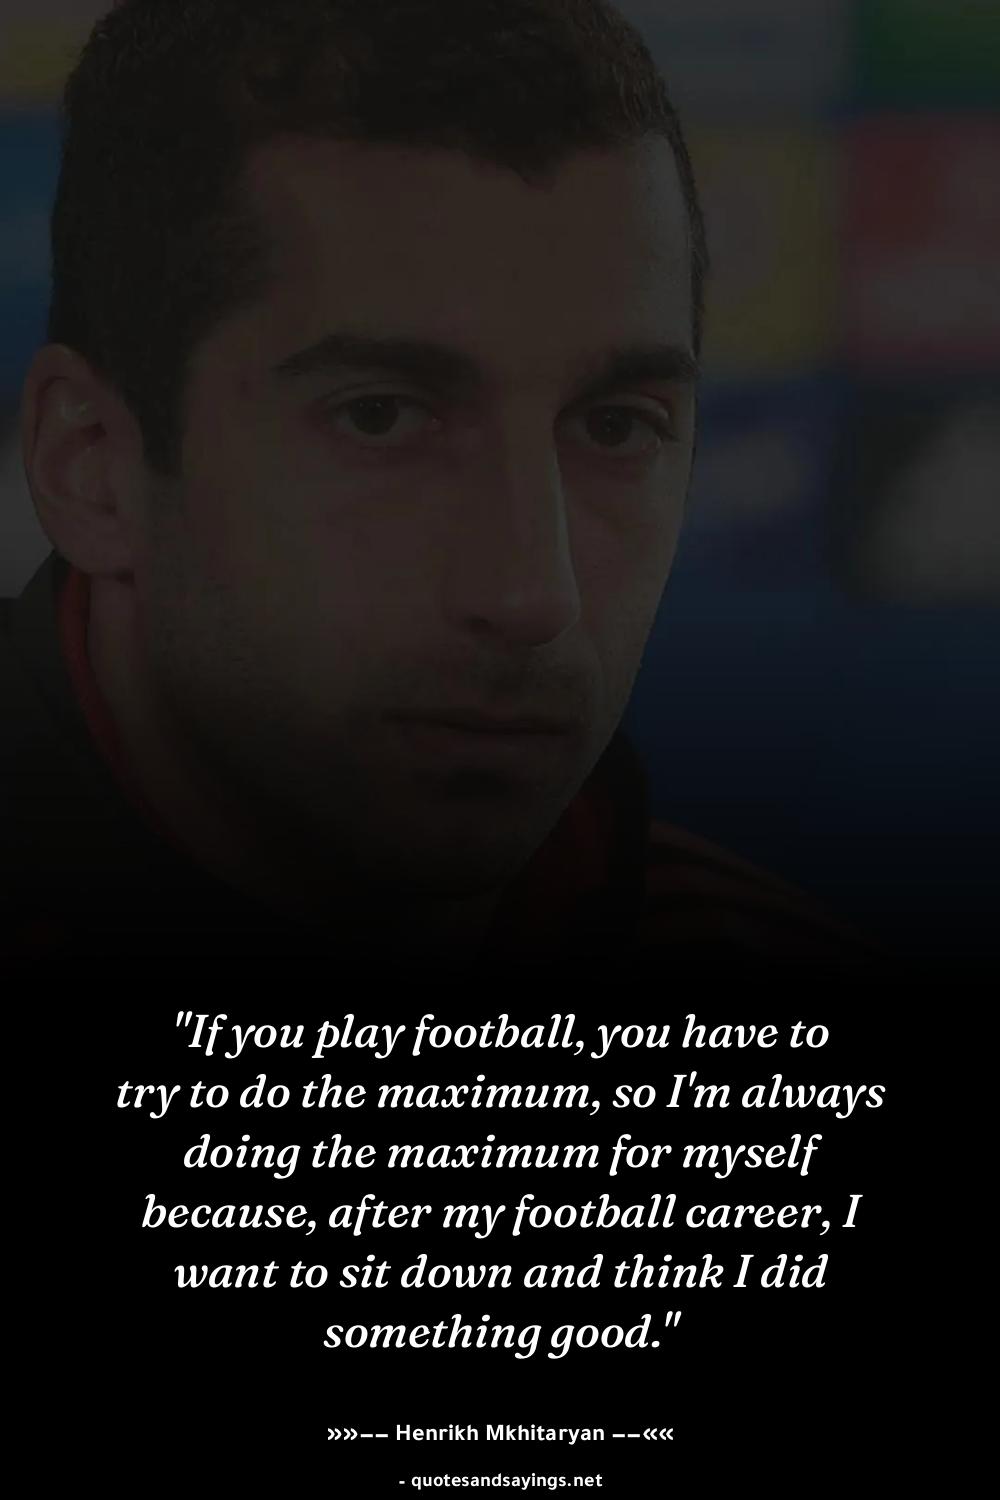 "If you play football, you have to
try to do the maximum, so I'm always
doing the maximum for myself
because, after my football career, I
want to sit down and think I did
something good."
»»–– Henrikh Mkhitaryan ––««
- quotesandsayings.net